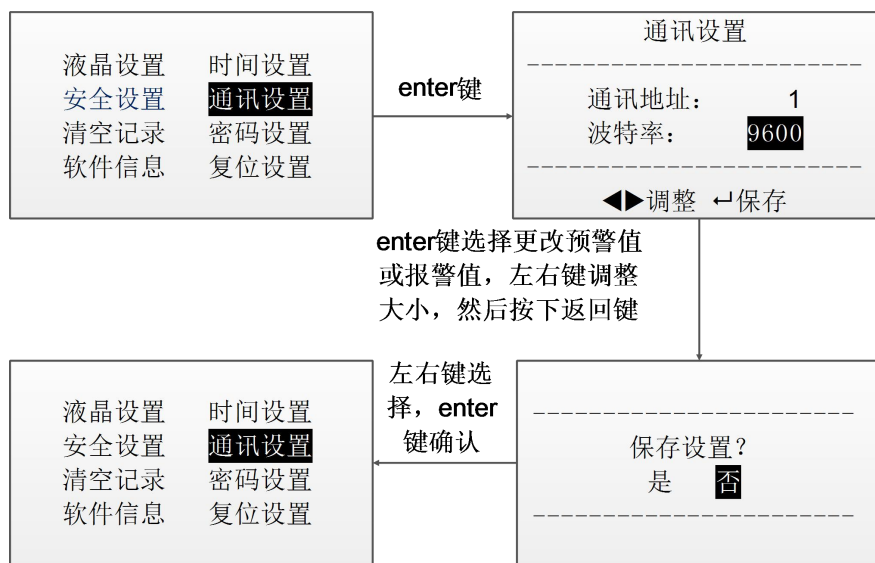 液晶设置 时间设置
安全设置 通讯设置
清空记录 密码设置
软件信息 复位设置
enter键
通讯设置
通讯地址： 1
波特率： 9600
◀▶调整 ↵保存
enter键选择更改预警值
或报警值，左右键调整
大小，然后按下返回键
保存设置？
是 否
左右键选
择，enter
键确认
液晶设置 时间设置
安全设置 通讯设置
清空记录 密码设置
软件信息 复位设置